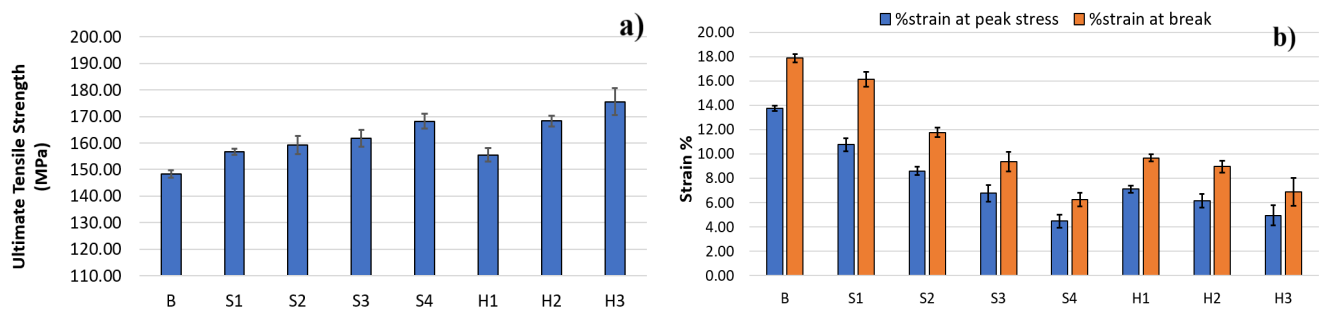 a)
Ultimate Tensile Strength
(MPa)
200.00
190.00
180.00
170.00
160.00
150.00
140.00
130.00
120.00
110.00
B S1 S2 S3 S4 H1 H2 H3
%strain at peak stress %strain at break
b)
Strain %
20.00
18.00
16.00
14.00
12.00
10.00
8.00
6.00
4.00
2.00
0.00
B S1 S2 S3 S4 H1 H2 H3